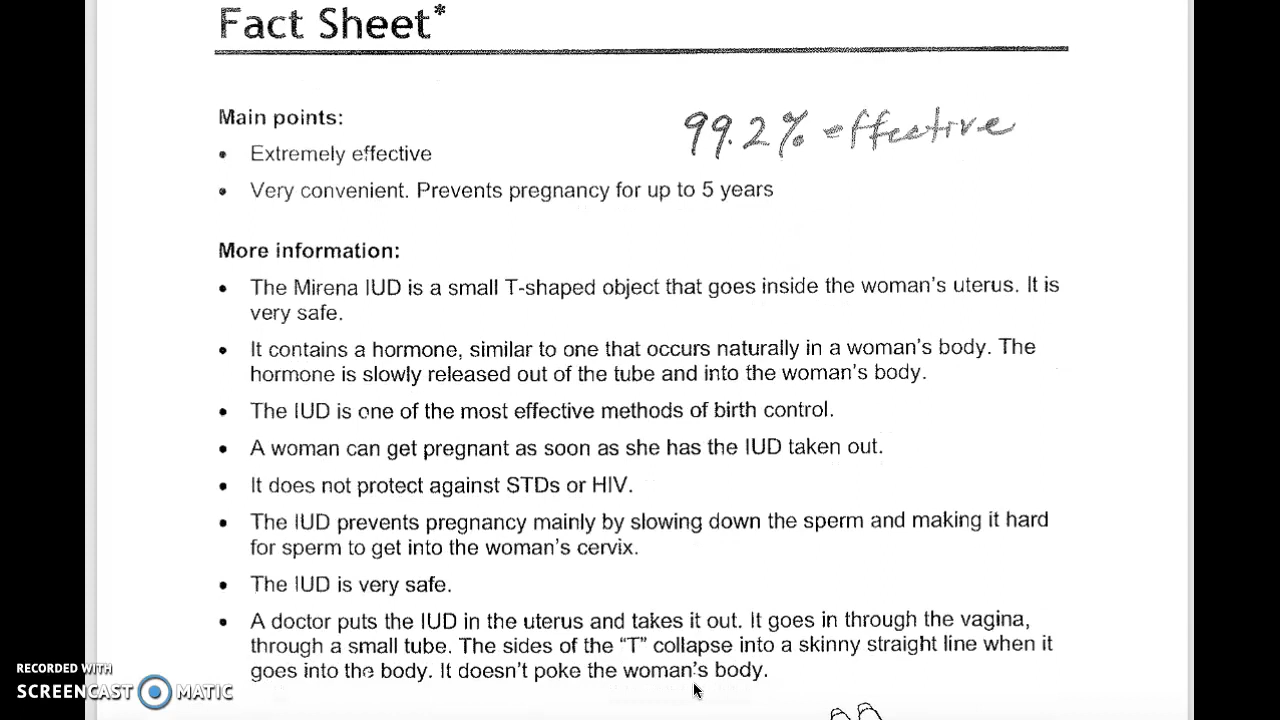 Fact Sheet*
Main points:
99.2% effective
• Extremely effective
• Very convenient. Prevents pregnancy for up to 5 years
More information:
• The Mirena IUD is a small T-shaped object that goes inside the woman's uterus. It is
very safe.
• It contains a hormone, similar to one that occurs naturally in a woman's body. The
hormone is slowly released out of the tube and into the woman's body.
• The IUD is one of the most effective methods of birth control.
• A woman can get pregnant as soon as she has the IUD taken out.
• It does not protect against STDs or HIV.
• The IUD prevents pregnancy mainly by slowing down the sperm and making it hard
for sperm to get into the woman's cervix.
• The IUD is very safe.
• A doctor puts the IUD in the uterus and takes it out. It goes in through the vagina,
through a small tube. The sides of the “T” collapse into a skinny straight line when it
goes into the body. It doesn't poke the woman's body.
RECORDED WITH
SCREENCAST MATIC